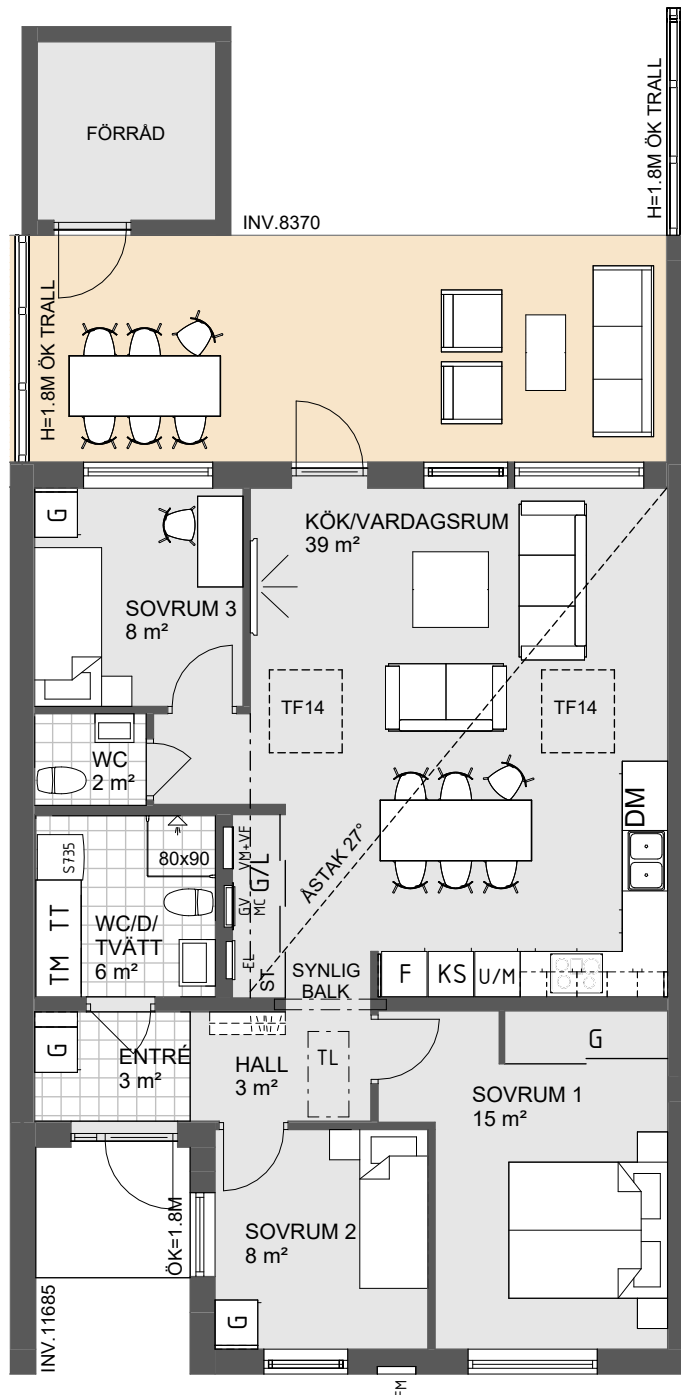 FÖRRÅD
H=1.8M ÖK TRALL
INV.8370
H=1.8M ÖK TRALL
G
KÖK/VARDAGSRUM
39 m²
SOVRUM 3
8 m²
TF14
TF14
WC
2 m²
DM
ÅSTAK 27°
80x90
S735
VM+VF
G/L
GV
MC
TT
WC/D/
TVÄTT
6 m²
TM
EL
ST
SYNLIG
BALK
F
KS
U/M
G
ENTRÉ
3 m²
HALL
3 m²
TL
G
SOVRUM 1
15 m²
ÖK=1.8M
SOVRUM 2
8 m²
INV.11685
G
FM